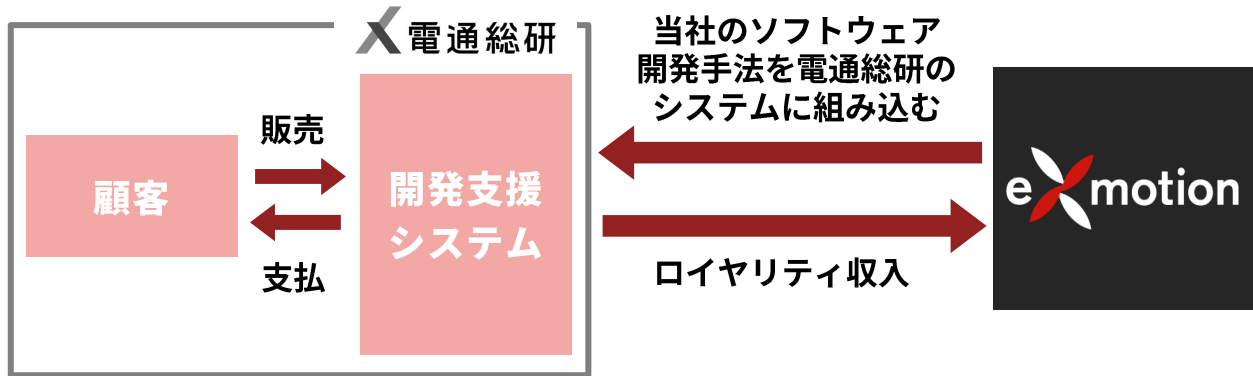 電通総研
顧客
販売
支払
開発支援
システム
当社のソフトウェア
開発手法を電通総研の
システムに組み込む
ロイヤリティ収入
eXmotion